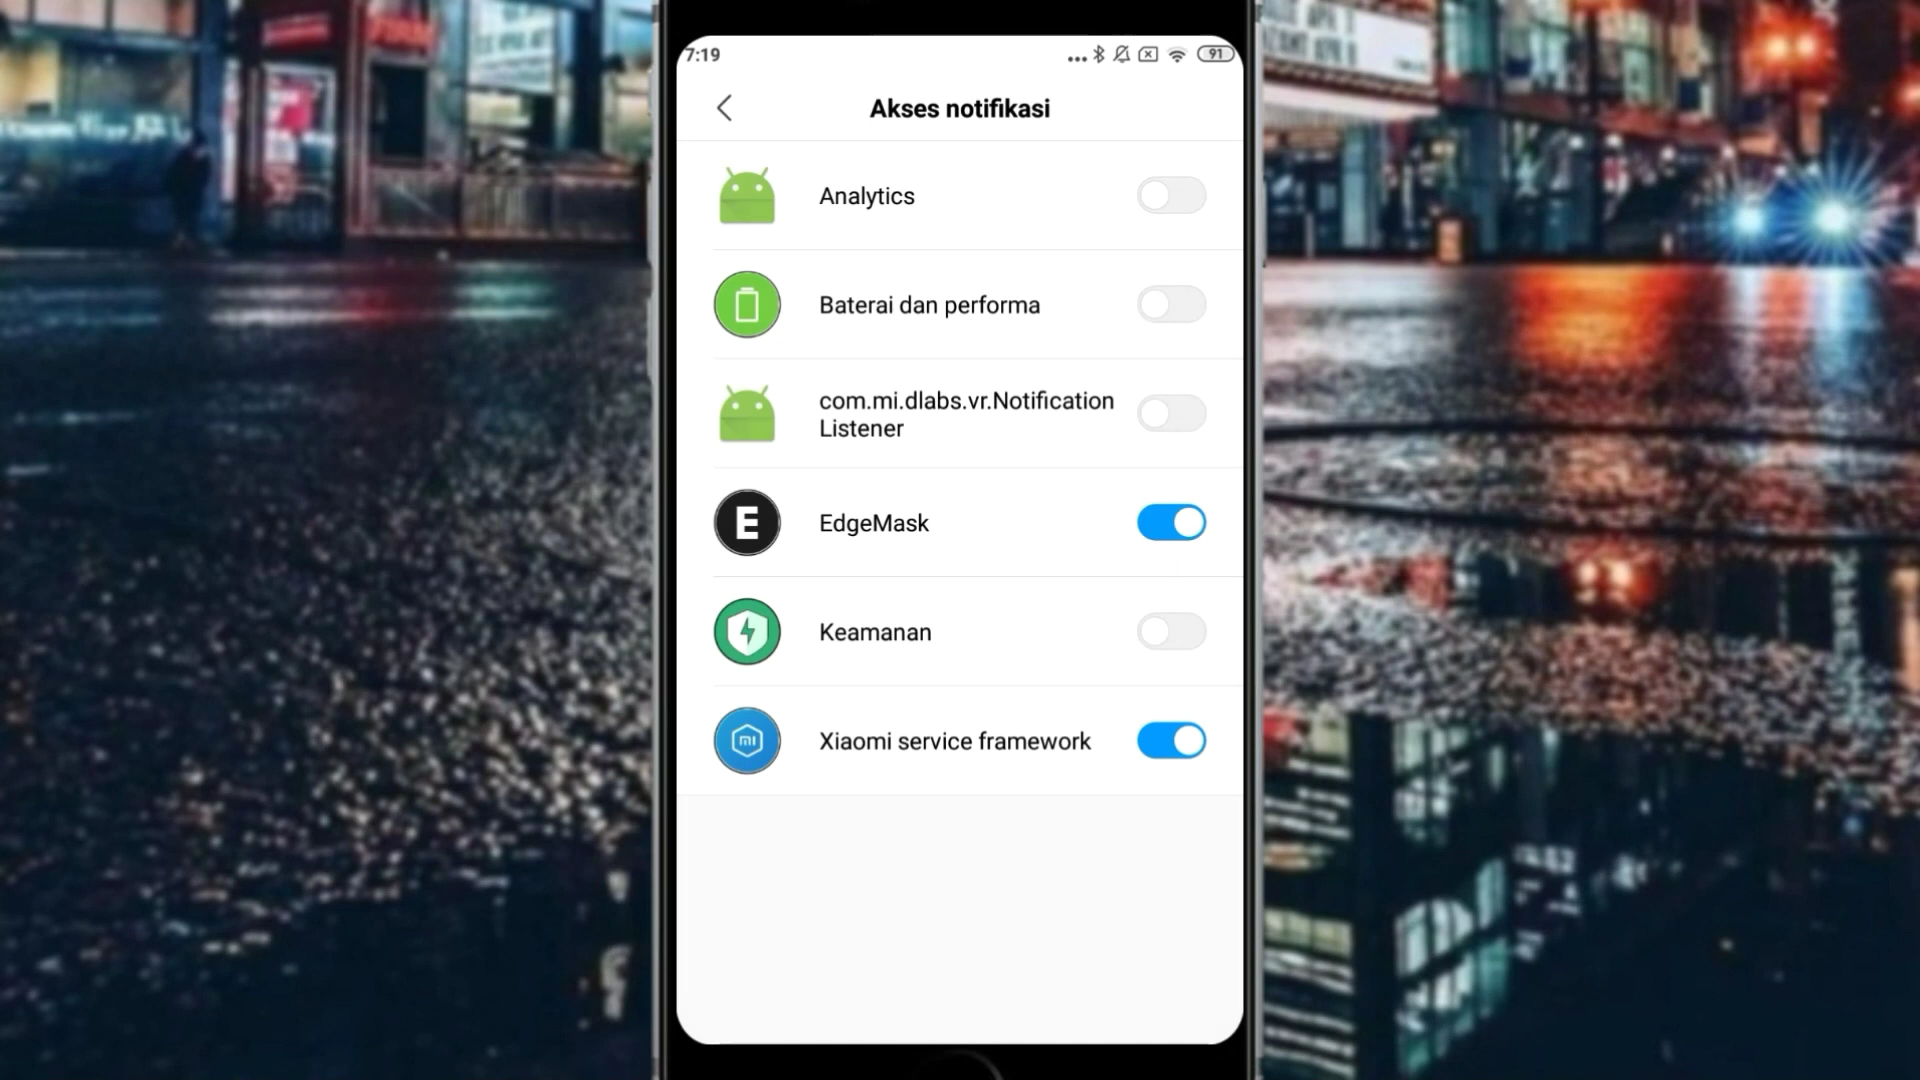 7:19
91
Akses notifikasi
Analytics
Baterai dan performa
com.mi.dlabs.vr.Notification
Listener
E
EdgeMask
Keamanan
mi
Xiaomi service framework